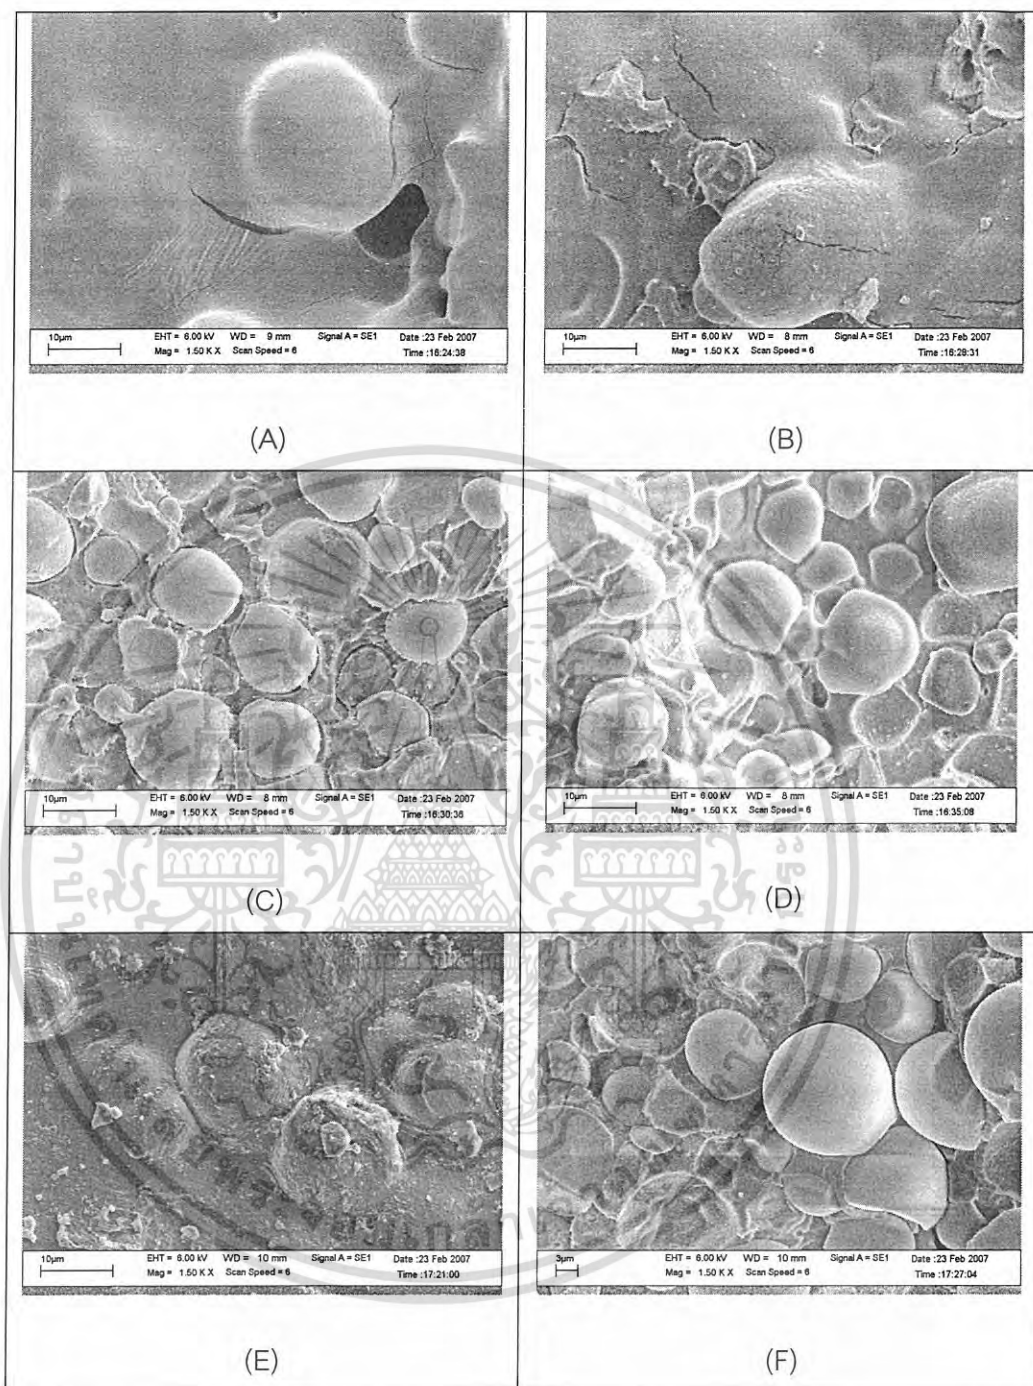 10µm EHT = 6.00 kV WD = 9 mm Signal A = SE1 Date :23 Feb 2007
Mag = 1.50 K X Scan Speed = 6 Time :16:24:38
10µm EHT = 6.00 kV WD = 8 mm Signal A = SE1 Date :23 Feb 2007
Mag = 1.50 K X Scan Speed = 6 Time :16:29:31
(A) (B)
10µm EHT = 6.00 kV WD = 8 mm Signal A = SE1 Date :23 Feb 2007
Mag = 1.50 K X Scan Speed = 6 Time :16:30:36
10µm EHT = 6.00 kV WD = 8 mm Signal A = SE1 Date :23 Feb 2007
Mag = 1.50 K X Scan Speed = 6 Time :16:35:08
(C) (D)
10µm EHT = 6.00 kV WD = 10 mm Signal A = SE1 Date :23 Feb 2007
Mag = 1.50 K X Scan Speed = 6 Time :17:21:00
3µm EHT = 6.00 kV WD = 10 mm Signal A = SE1 Date :23 Feb 2007
Mag = 1.50 K X Scan Speed = 6 Time :17:27:04
(E) (F)